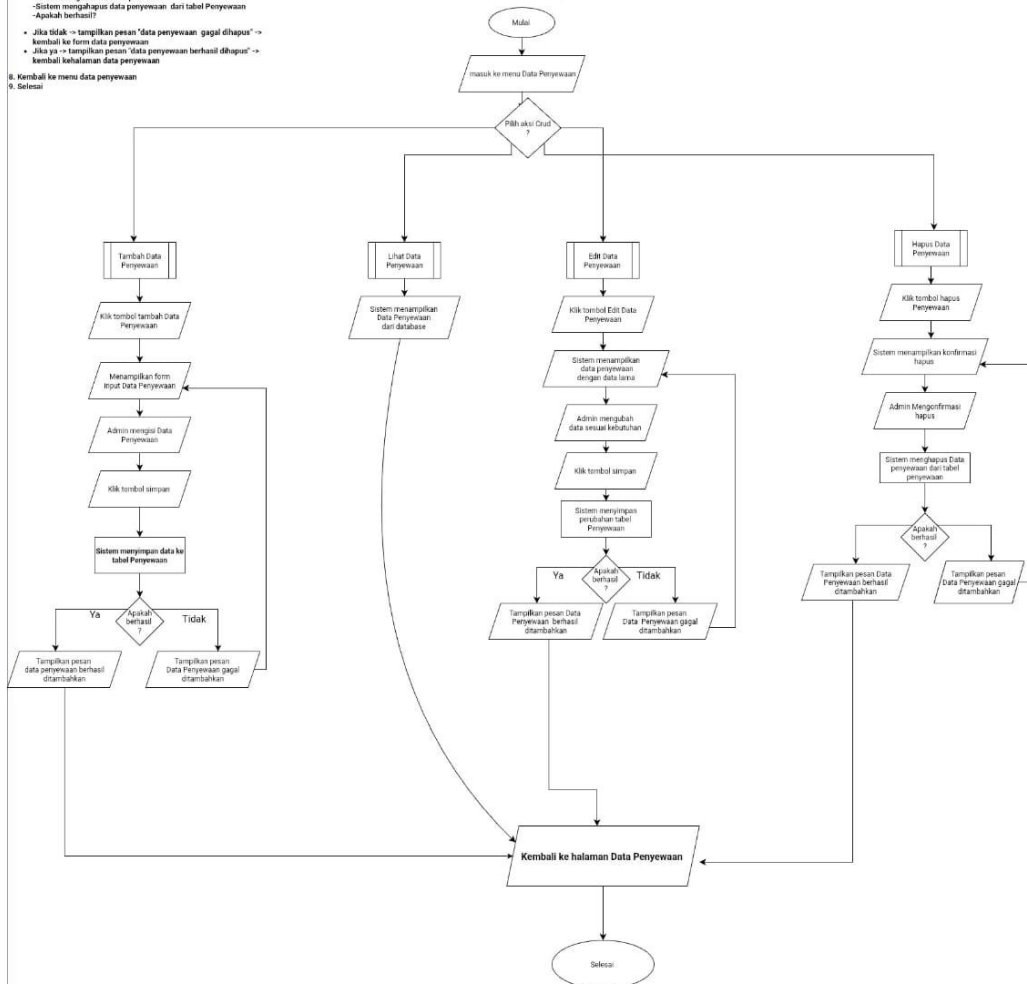 -Sistem mengahapus data penyewaan dari tabel Penyewaan
-Apakah berhasil?
Jika tidak -> tampilkan pesan "data penyewaan gagal dihapus" ->
kembali ke form data penyewaan
Jika ya -> tampilkan pesan "data penyewaan berhasil dihapus" ->
kembali kehalaman data penyewaan
8. Kembali ke menu data penyewaan
9. Selesai
Mulai
masuk ke menu Data Penyewaan
Pilih aksi Crud
?
Tambah Data
Penyewaan
Klik tombol tambah Data
Penyewaan
Menampilkan form
Input Data Penyewaan
Admin mengisi Data
Penyewaan
Klik tombol simpan
Sistem menyimpan data ke
tabel Penyewaan
Apakah
berhasil
?
Ya
Tidak
Tampilkan pesan
data penyewaan berhasil
ditambahkan
Tampilkan pesan
Data Penyewaan gagal
ditambahkan
Lihat Data
Penyewaan
Sistem menampilkan
Data Penyewaan
dari database
Edit Data
Penyewaan
Klik tombol Edit Data
Penyewaan
Sistem menampilkan
data penyewaan
dengan data lama
Admin mengubah
data sesuai kebutuhan
Klik tombol simpan
Sistem menyimpan
perubahan tabel
Penyewaan
Apakah
berhasil
?
Ya
Tidak
Tampilkan pesan Data
Penyewaan berhasil
ditambahkan
Tampilkan pesan
Data Penyewaan gagal
ditambahkan
Hapus Data
Penyewaan
Klik tombol hapus
Penyewaan
Sistem menampilkan konfirmasi
hapus
Admin Mengonfirmasi
hapus
Sistem menghapus Data
penyewaan dari tabel
penyewaan
Apakah
berhasil
?
Tampilkan pesan Data
Penyewaan berhasil
ditambahkan
Tampilkan pesan
Data Penyewaan gagal
ditambahkan
Kembali ke halaman Data Penyewaan
Selesai